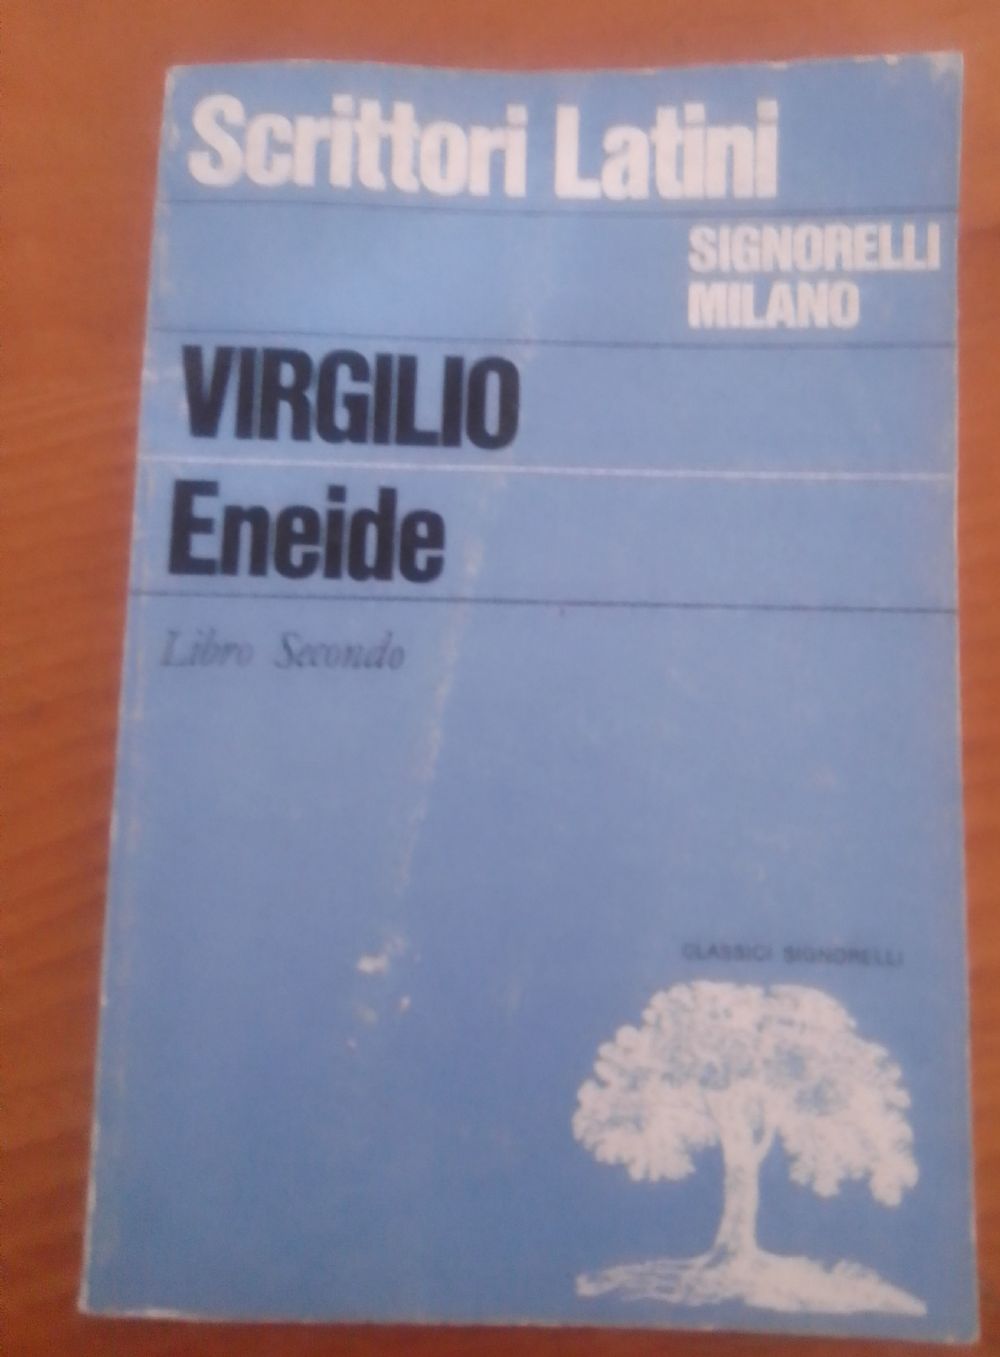 Scrittori Latini
SIGNORELLI
MILANO
VIRGILIO
Eneide
Libro Secondo
CLASSICI SIGNORELLI